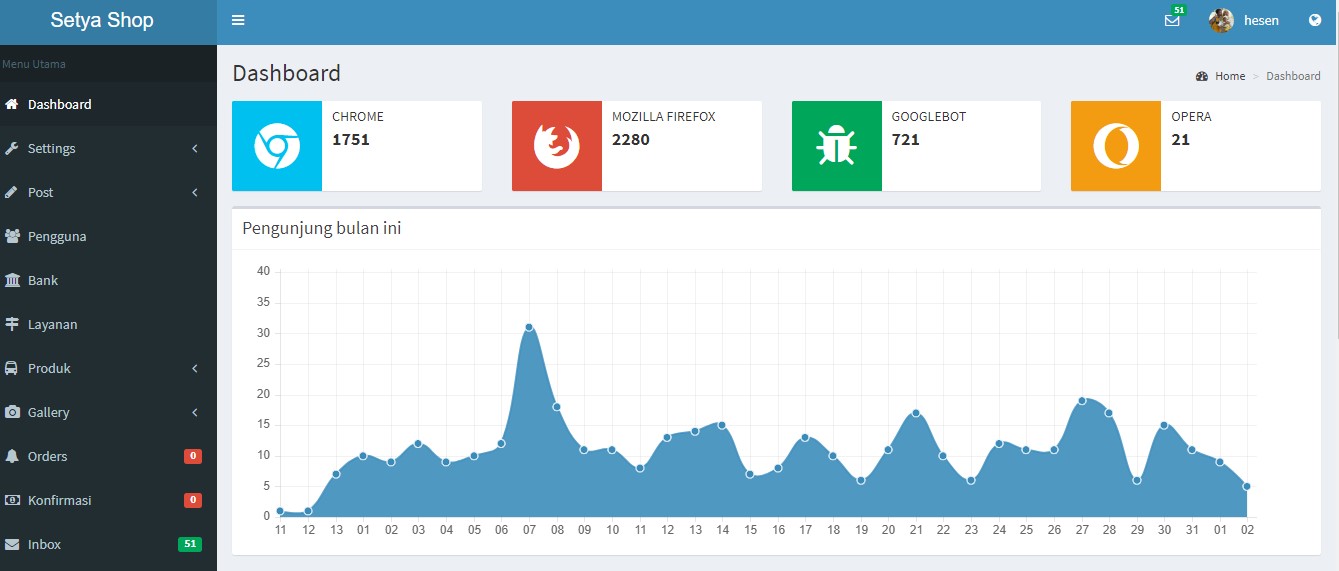 Setya Shop
51
hesen
Menu Utama
Dashboard
Settings
Post
Pengguna
Bank
Layanan
Produk
Gallery
Orders 0
Konfirmasi 0
Inbox 51
Dashboard
Home > Dashboard
CHROME
1751
MOZILLA FIREFOX
2280
GOOGLEBOT
721
OPERA
21
Pengunjung bulan ini
40
35
30
25
20
15
10
5
0
11 12 13 01 02 03 04 05 06 07 08 09 10 11 12 13 14 15 16 17 18 19 20 21 22 23 24 25 26 27 28 29 30 31 01 02